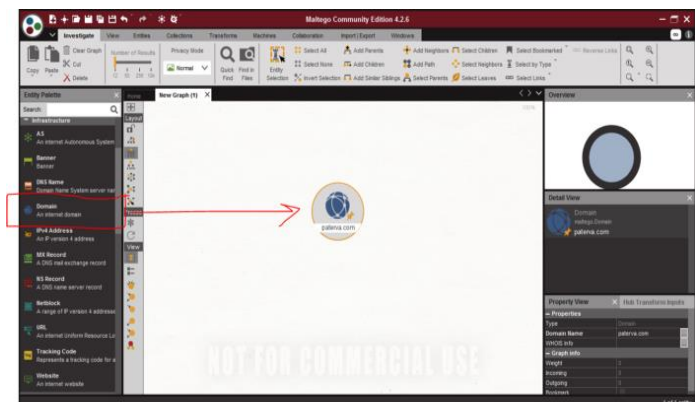 Maltego Community Edition 4.2.6
Investigate View Entities Collections Transforms Machines Collaboration Import | Export Windows
Copy Paste
Clear Graph
Cut
Delete
Number of Results
Privacy Mode
Normal
Quick Find
Find in Files
Entity Selection
Select All
Select None
Invert Selection
Add Parents
Add Children
Add Similar Siblings
Add Neighbors
Add Path
Select Parents
Select Children
Select Neighbors
Select Leaves
Select Bookmarked
Select by Type
Select Links
Reverse Links
Entity Palette
Search:
Infrastructure
AS
An internet Autonomous System
Banner
Banner
DNS Name
Domain Name System server nam
Domain
An internet domain
IPv4 Address
An IP version 4 address
MX Record
A DNS mail exchange record
NS Record
A DNS name server record
Netblock
A range of IP version 4 addresses
URL
An internet Uniform Resource Lo
Tracking Code
Represents a tracking code for a
Website
An internet website
Home
New Graph (1)
Layout
View
100%
paterva.com
NOT FOR COMMERCIAL USE
Overview
Detail View
Domain
maltego.Domain
paterva.com
Property View
Hub Transform Inputs
Properties
Type Domain
Domain Name paterva.com
WHOIS Info
Graph info
Weight 0
Incoming 0
Outgoing 0
Bookmark